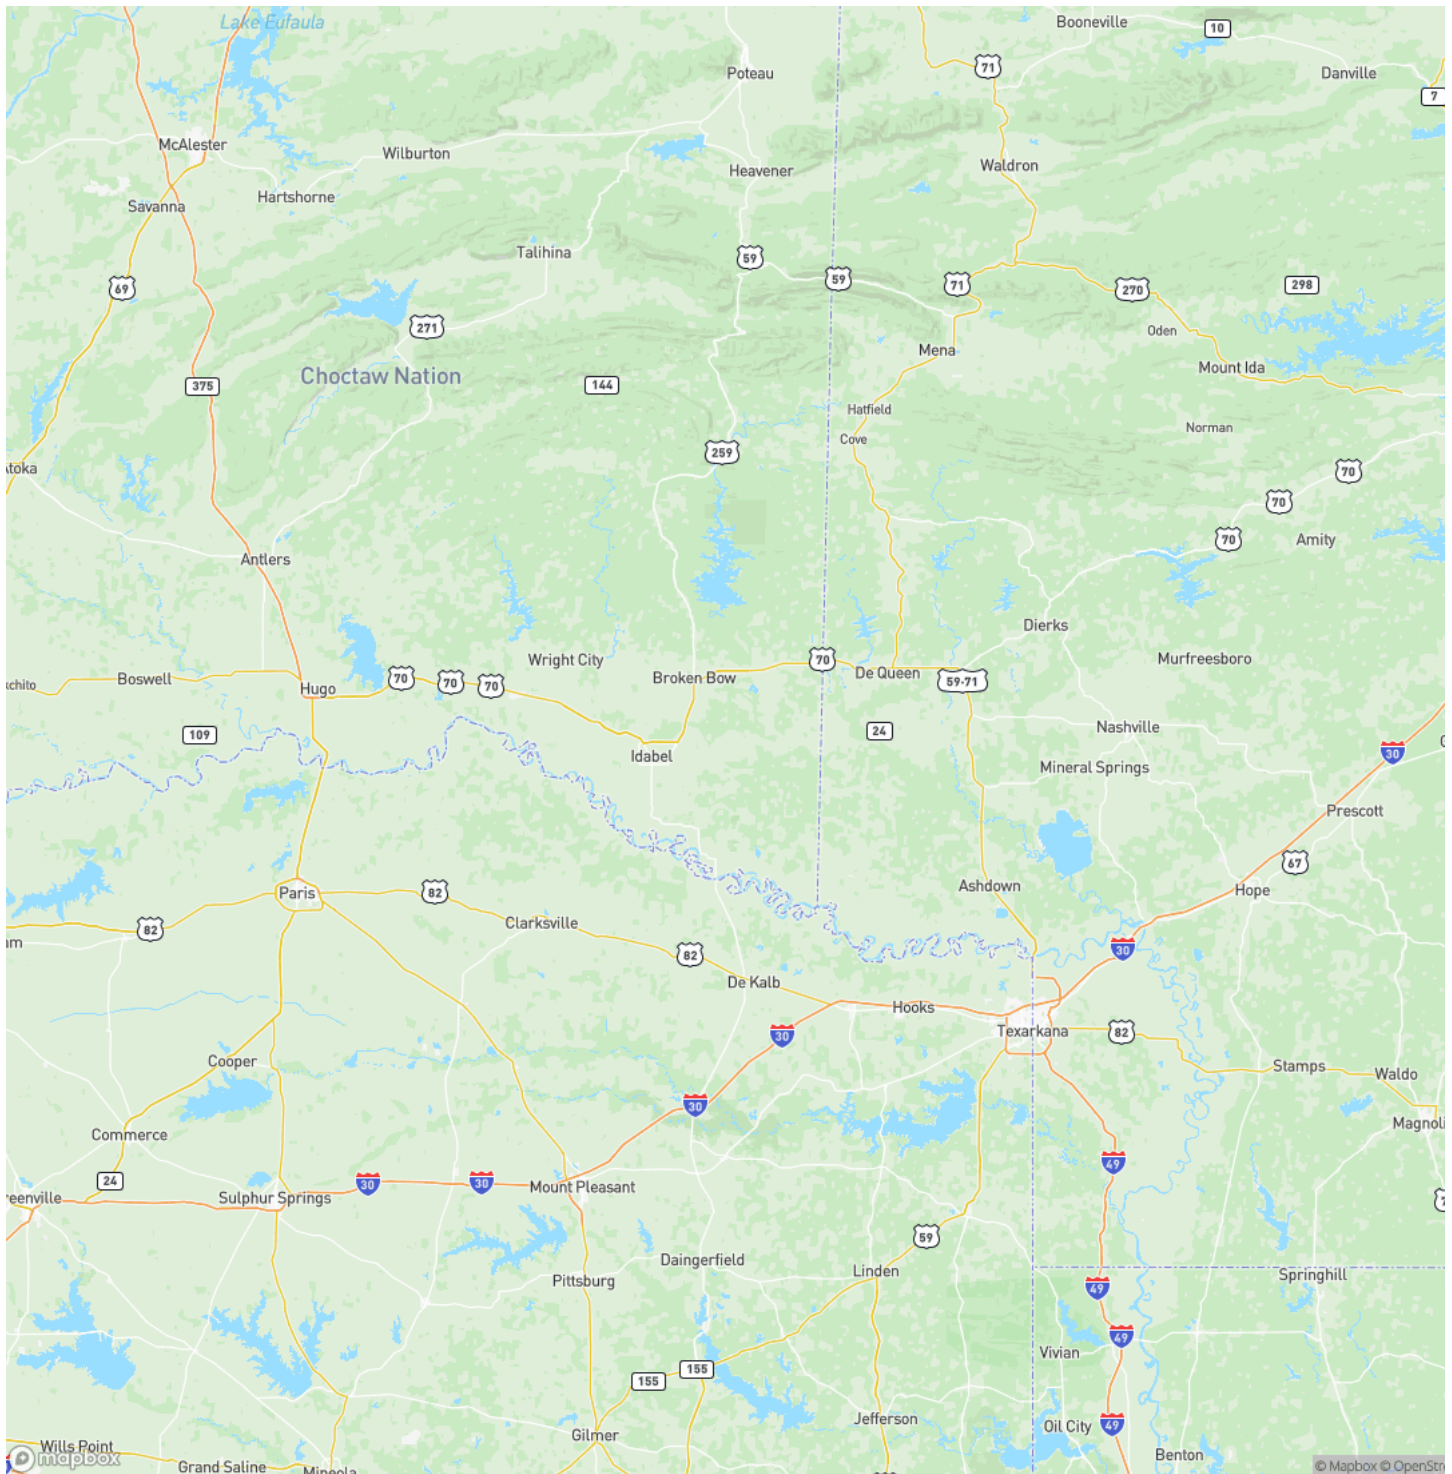 Lake Eufaula
Booneville
10
71
Poteau
Danville
7
McAlester
Wilburton
Waldron
Heavener
Hartshorne
Savanna
Talihina
59
59
71
69
270
298
271
Oden
Mena
Mount Ida
Choctaw Nation
375
144
Hatfield
Norman
Cove
259
Atoka
70
70
70
Amity
Antlers
Dierks
Wright City
70
Murfreesboro
Boswell
70
70
70
Broken Bow
De Queen
59-71
xchito
Hugo
109
24
Nashville
30
Idabel
Mineral Springs
Prescott
67
Paris
82
Ashdown
Hope
82
Clarksville
am
82
30
De Kalb
Hooks
30
Texarkana
82
Cooper
Stamps
Waldo
30
Commerce
Magnoli
49
24
30
30
Mount Pleasant
reenville
Sulphur Springs
59
Daingerfield
Linden
Pittsburg
Springhill
49
49
Vivian
155
155
Jefferson
49
Oil City
Gilmer
Wills Point
mapbox
Benton
Grand Saline
Mineola
© Mapbox © OpenStre